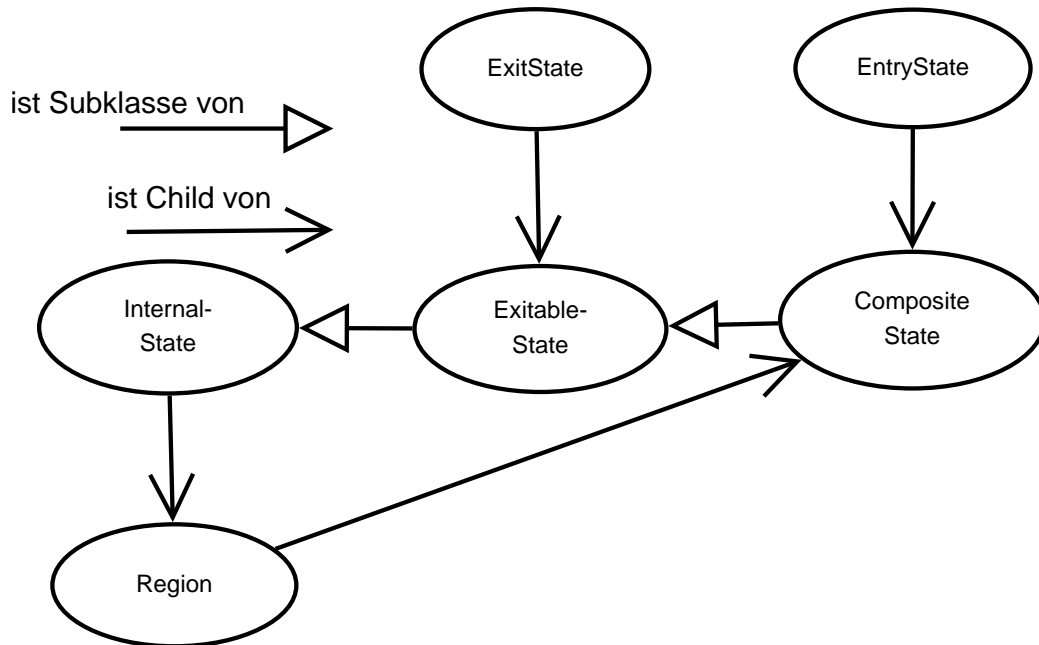 ExitState
EntryState
ist Subklasse von
ist Child von
Internal-
State
Exitable-
State
Composite
State
Region